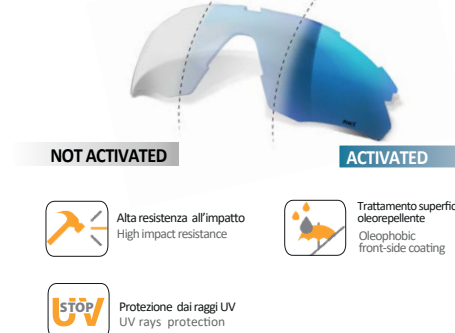 NOT ACTIVATED
ACTIVATED
Alta resistenza all'impatto
High impact resistance
Trattamento
oleorepellente
Oleophobic
front-side coating
STOP
UV
Protezione dai raggi UV
UV rays protection